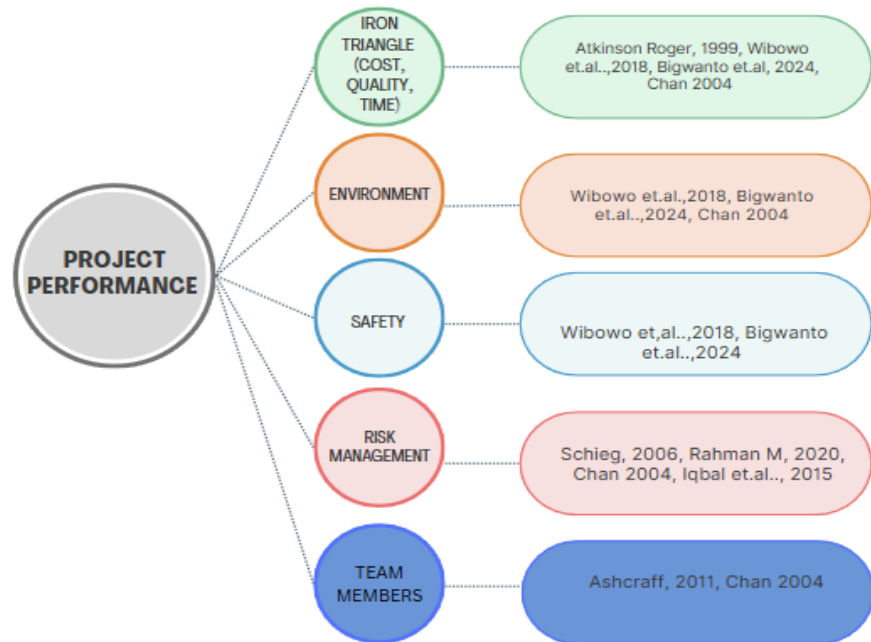 PROJECT
PERFORMANCE
IRON
TRIANGLE
(COST,
QUALITY,
TIME)
Atkinson Roger, 1999, Wibowo
et.al..,2018, Bigwanto et.al, 2024,
Chan 2004
ENVIRONMENT
Wibowo et.al.,2018, Bigwanto
et.al..,2024, Chan 2004
SAFETY
Wibowo et,al..,2018, Bigwanto
et.al..,2024
RISK
MANAGEMENT
Schieg, 2006, Rahman M, 2020,
Chan 2004, Iqbal et.al.., 2015
TEAM
MEMBERS
Ashcraff, 2011, Chan 2004